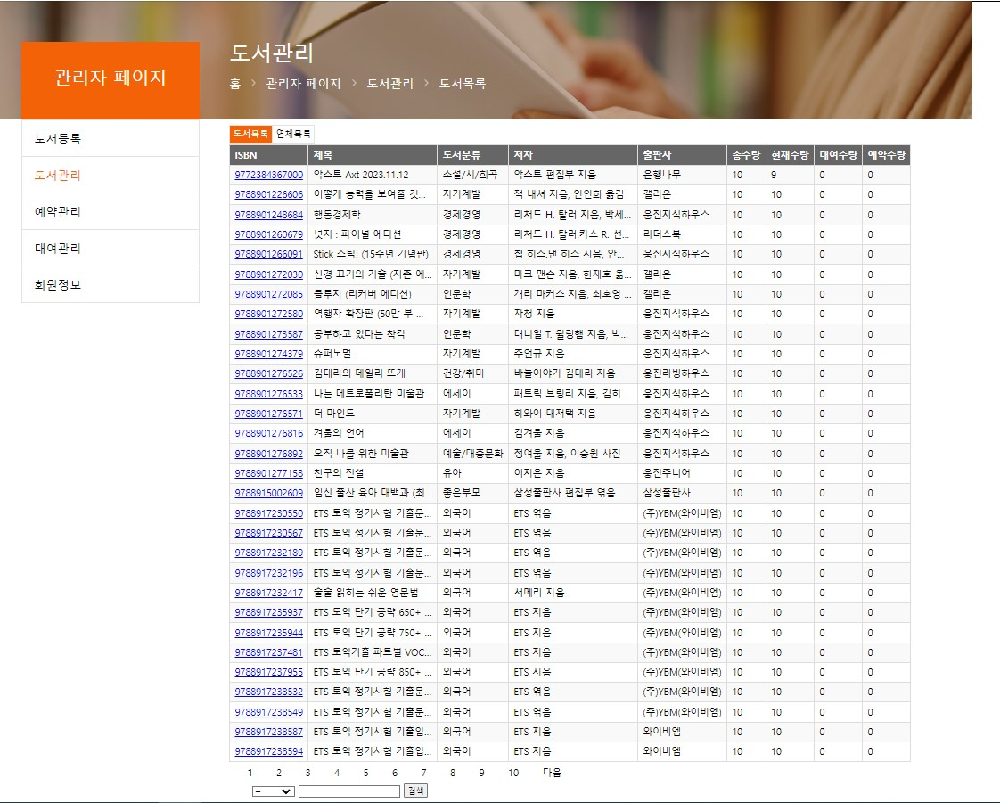 도서관리
관리자 페이지
홈 > 관리자 페이지 > 도서관리 > 도서목록
도서등록
도서관리
예약관리
대여관리
회원정보
도서목록 연체목록
ISBN 제목 도서분류 저자 출판사 총수량 현재수량 대여수량 예약수량
9772384367000 악스트 Axt 2023.11.12 소설/시/희곡 악스트 편집부 지음 은행나무 10 9 0 0
9788901226606 어떻게 능력을 보여줄 것... 자기계발 잭 내셔 지음, 안인희 옮김 갤리온 10 10 0 0
9788901248684 행동경제학 경제경영 리처드 H. 탈러 지음, 박세... 웅진지식하우스 10 10 0 0
9788901260679 넛지 : 파이널 에디션 경제경영 리처드 H. 탈러,카스 R. 선... 리더스북 10 10 0 0
9788901266091 Stick 스틱! (15주년 기념판) 경제경영 칩 히스,댄 히스 지음, 안... 웅진지식하우스 10 10 0 0
9788901272030 신경 끄기의 기술 (지존 에... 자기계발 마크 맨슨 지음, 한재호 옮... 갤리온 10 10 0 0
9788901272085 클루지 (리커버 에디션) 인문학 개리 마커스 지음, 최호영 ... 갤리온 10 10 0 0
9788901272580 역행자 확장판 (50만 부 ... 자기계발 자청 지음 웅진지식하우스 10 10 0 0
9788901273587 공부하고 있다는 착각 인문학 대니얼 T. 윌링햄 지음, 박... 웅진지식하우스 10 10 0 0
9788901274379 슈퍼노멀 자기계발 주언규 지음 웅진지식하우스 10 10 0 0
9788901276526 김대리의 데일리 뜨개 건강/취미 바늘이야기 김대리 지음 웅진리빙하우스 10 10 0 0
9788901276533 나는 메트로폴리탄 미술관... 에세이 패트릭 브링리 지음, 김희... 웅진지식하우스 10 10 0 0
9788901276571 더 마인드 자기계발 하와이 대저택 지음 웅진지식하우스 10 10 0 0
9788901276816 겨울의 언어 에세이 김겨울 지음 웅진지식하우스 10 10 0 0
9788901276892 오직 나를 위한 미술관 예술/대중문화 정여울 지음, 이승원 사진 웅진지식하우스 10 10 0 0
9788901277158 친구의 전설 유아 이지은 지음 웅진주니어 10 10 0 0
9788915002609 임신 출산 육아 대백과 (최... 좋은부모 삼성출판사 편집부 엮음 삼성출판사 10 10 0 0
9788917230550 ETS 토익 정기시험 기출문... 외국어 ETS 엮음 (주)YBM(와이비엠) 10 10 0 0
9788917230567 ETS 토익 정기시험 기출문... 외국어 ETS 엮음 (주)YBM(와이비엠) 10 10 0 0
9788917232189 ETS 토익 정기시험 기출문... 외국어 ETS 엮음 (주)YBM(와이비엠) 10 10 0 0
9788917232196 ETS 토익 정기시험 기출문... 외국어 ETS 엮음 (주)YBM(와이비엠) 10 10 0 0
9788917232417 술술 읽히는 쉬운 영문법 외국어 서메리 지음 (주)YBM(와이비엠) 10 10 0 0
9788917235937 ETS 토익 단기 공략 650+ ... 외국어 ETS 지음 (주)YBM(와이비엠) 10 10 0 0
9788917235944 ETS 토익 단기 공략 750+ ... 외국어 ETS 지음 (주)YBM(와이비엠) 10 10 0 0
9788917237481 ETS 토익기출 파트별 VOC... 외국어 ETS 지음 (주)YBM(와이비엠) 10 10 0 0
9788917237955 ETS 토익 단기 공략 850+ ... 외국어 ETS 지음 (주)YBM(와이비엠) 10 10 0 0
9788917238532 ETS 토익 정기시험 기출문... 외국어 ETS 엮음 (주)YBM(와이비엠) 10 10 0 0
9788917238549 ETS 토익 정기시험 기출문... 외국어 ETS 엮음 (주)YBM(와이비엠) 10 10 0 0
9788917238587 ETS 토익 정기시험 기출입... 외국어 ETS 지음 와이비엠 10 10 0 0
9788917238594 ETS 토익 정기시험 기출입... 외국어 ETS 지음 와이비엠 10 10 0 0
1 2 3 4 5 6 7 8 9 10 다음
-- 검색